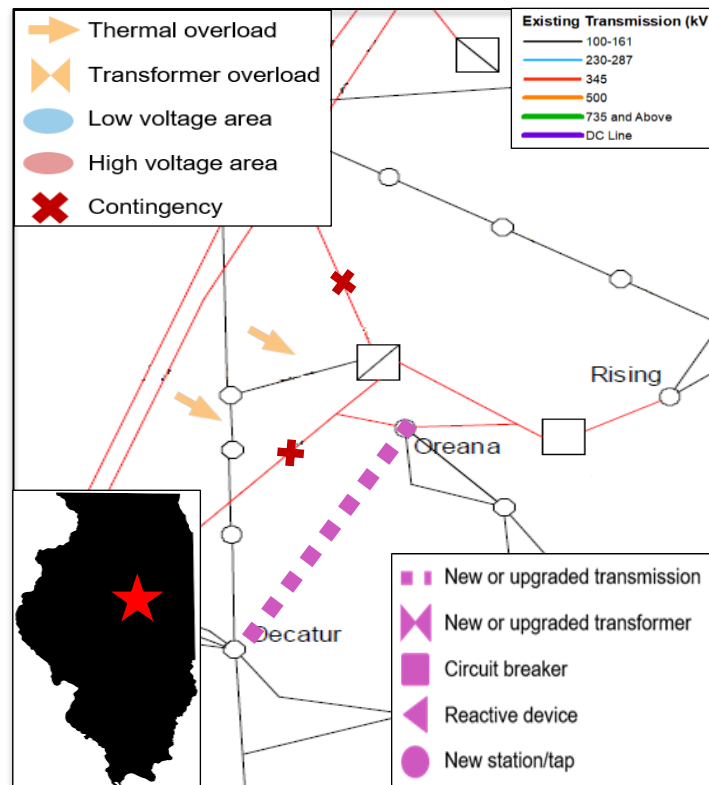 Thermal overload
Transformer overload
Low voltage area
High voltage area
Contingency
Existing Transmission (kV
100-161
230-287
345
500
735 and Above
DC Line
Rising
Oreana
Decatur
New or upgraded transmission
New or upgraded transformer
Circuit breaker
Reactive device
New station/tap